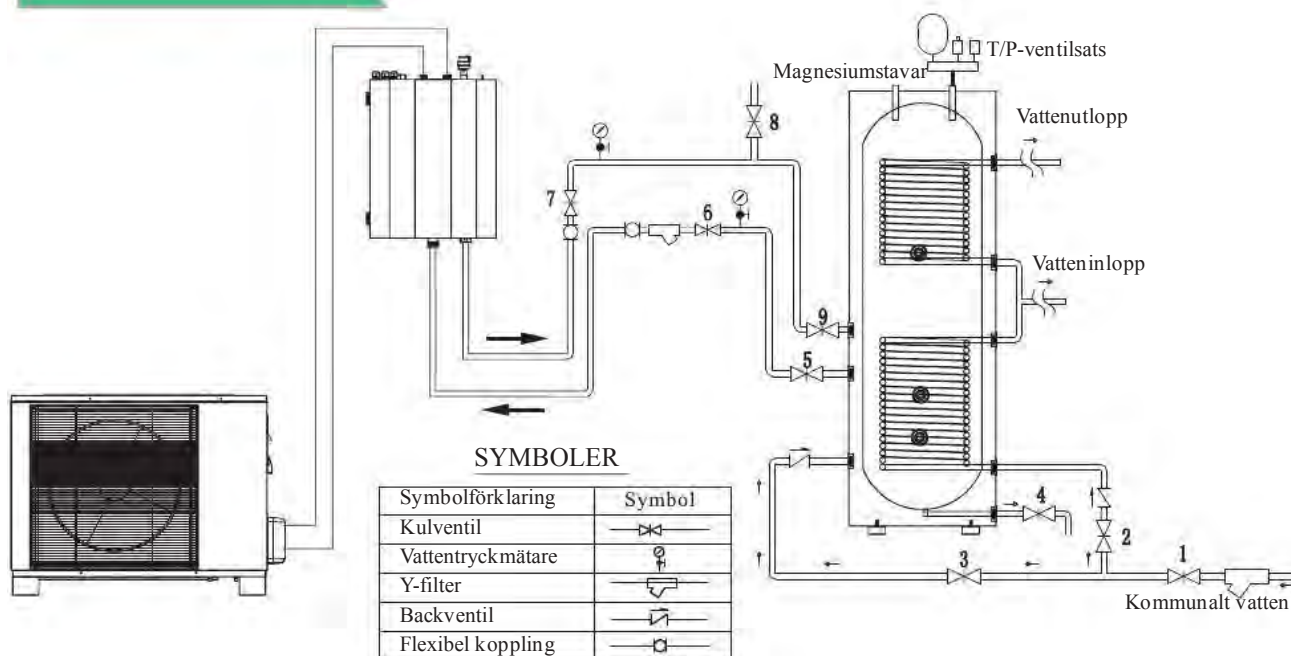 T/P-ventilsats
Magnesiumstavar
Vattenutlopp
8
7
6
Vatteninlopp
9
5
SYMBOLER
Symbolförklaring Symbol
Kulventil
Vattentryckmätare
Y-filter
Backventil
Flexibel koppling
4
2
3
1
Kommunalt vatten